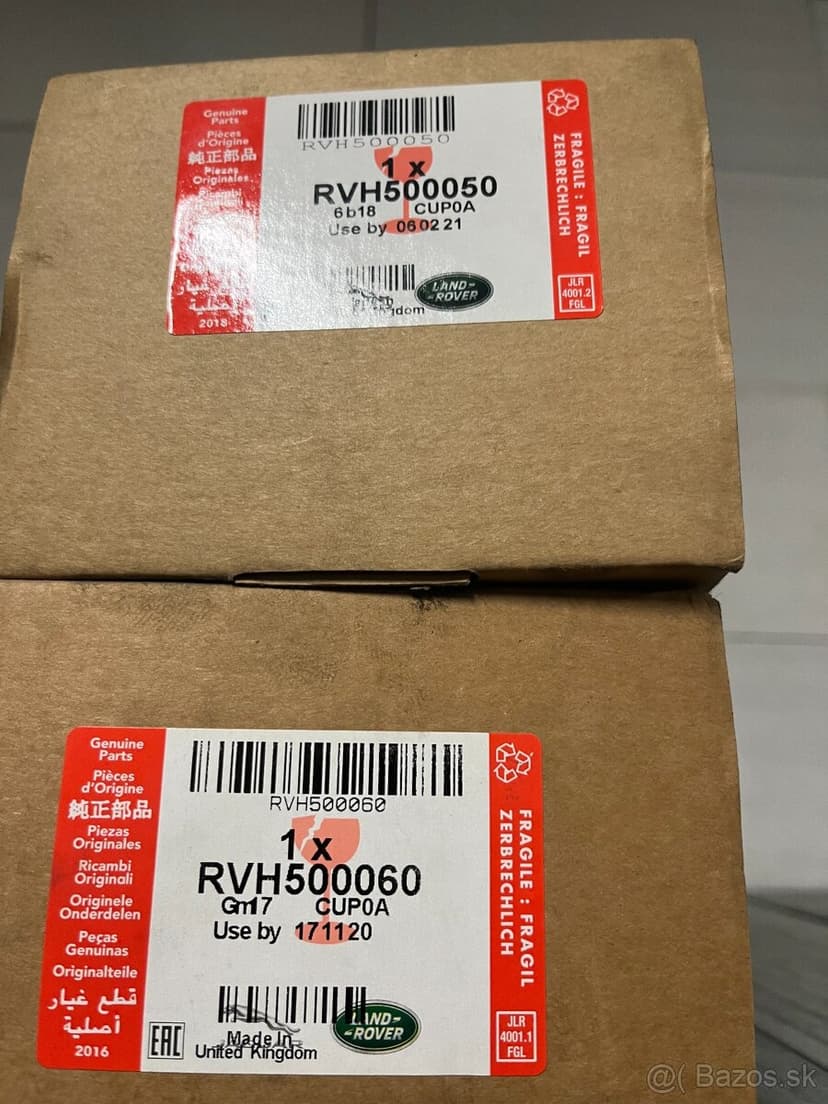 Genuine
Parts
Pièces
d'Origine
純正部品
Piezas
Originales
Ricambi
2018
RVH500050
1 x
RVH500050
6b18 CUP0A
Use by 060221
LAND-
-ROVER
FRAGILE : FRAGIL
ZERBRECHLICH
JLR
4001.2
FGL
Genuine
Parts
Pièces
d'Origine
純正部品
Piezas
Originales
Ricambi
Originali
Originele
Onderdelen
Peças
Genuinas
Originalteile
قطع غيار
أصلية
2016
RVH500060
1 x
RVH500060
Gm17 CUP0A
Use by 171120
EAC
Made In
United Kingdom
LAND-
-ROVER
FRAGILE : FRAGIL
ZERBRECHLICH
JLR
4001.1
FGL
@( Bazos.sk